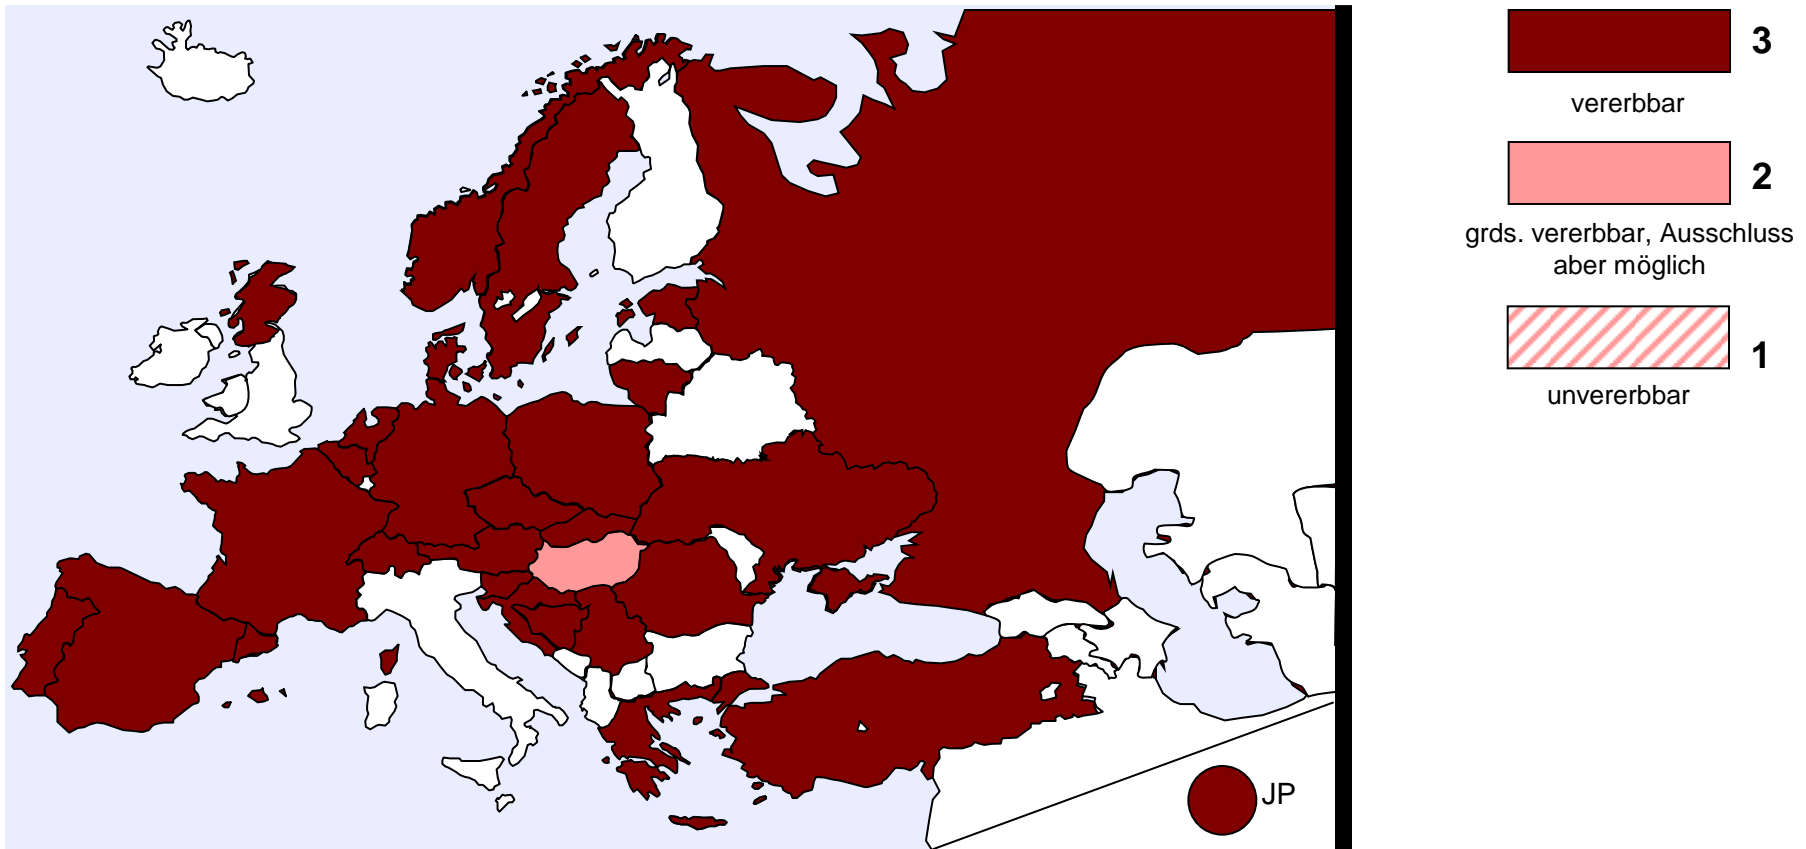 3
vererbbar
2
grds. vererbbar, Ausschluss
aber möglich
1
unvererbbar
JP